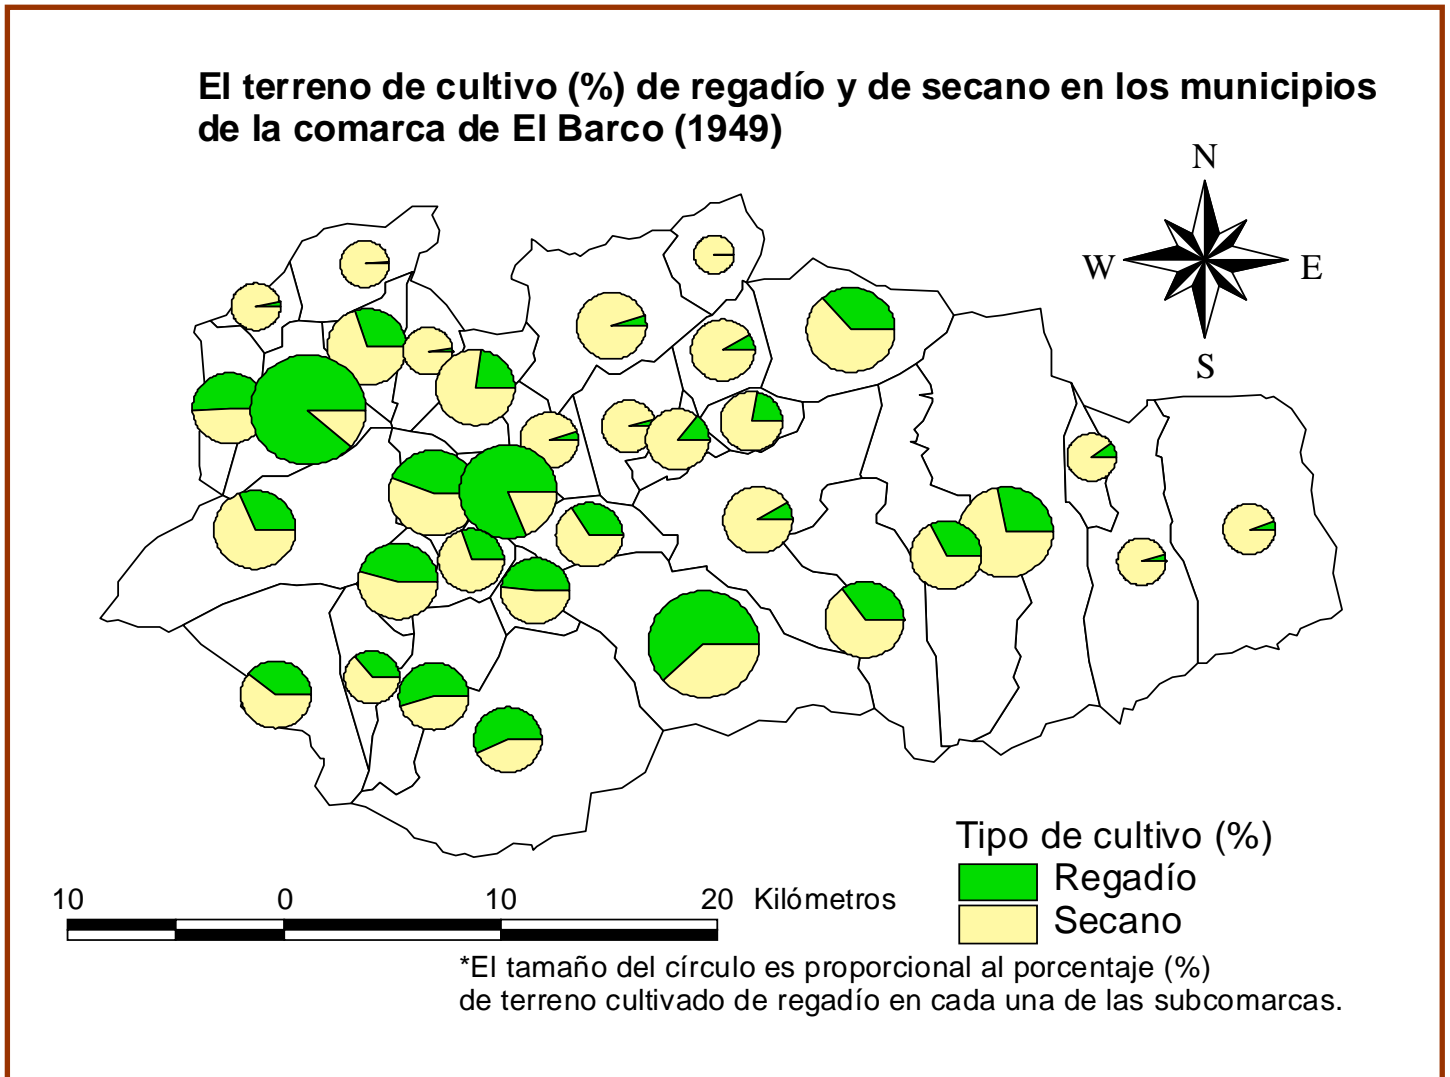 El terreno de cultivo (%) de regadío y de secano en los municipios
de la comarca de El Barco (1949)
N
W
E
S
Tipo de cultivo (%)
Regadío
Secano
10 0 10 20 Kilómetros
*El tamaño del círculo es proporcional al porcentaje (%)
de terreno cultivado de regadío en cada una de las subcomarcas.